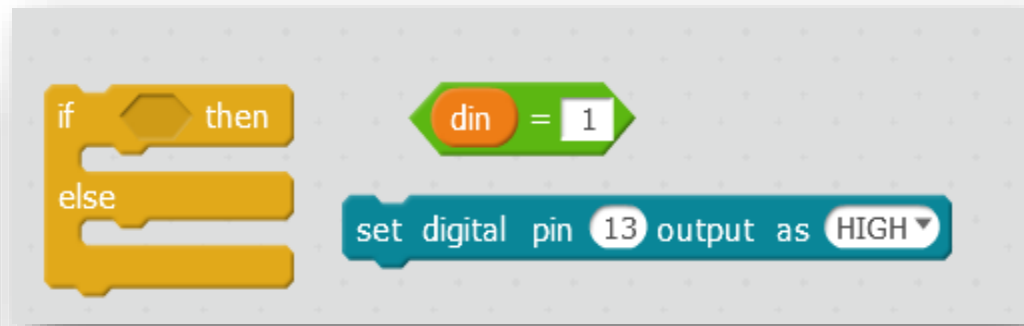 if then
din = 1
else
set digital pin 13 output as HIGH